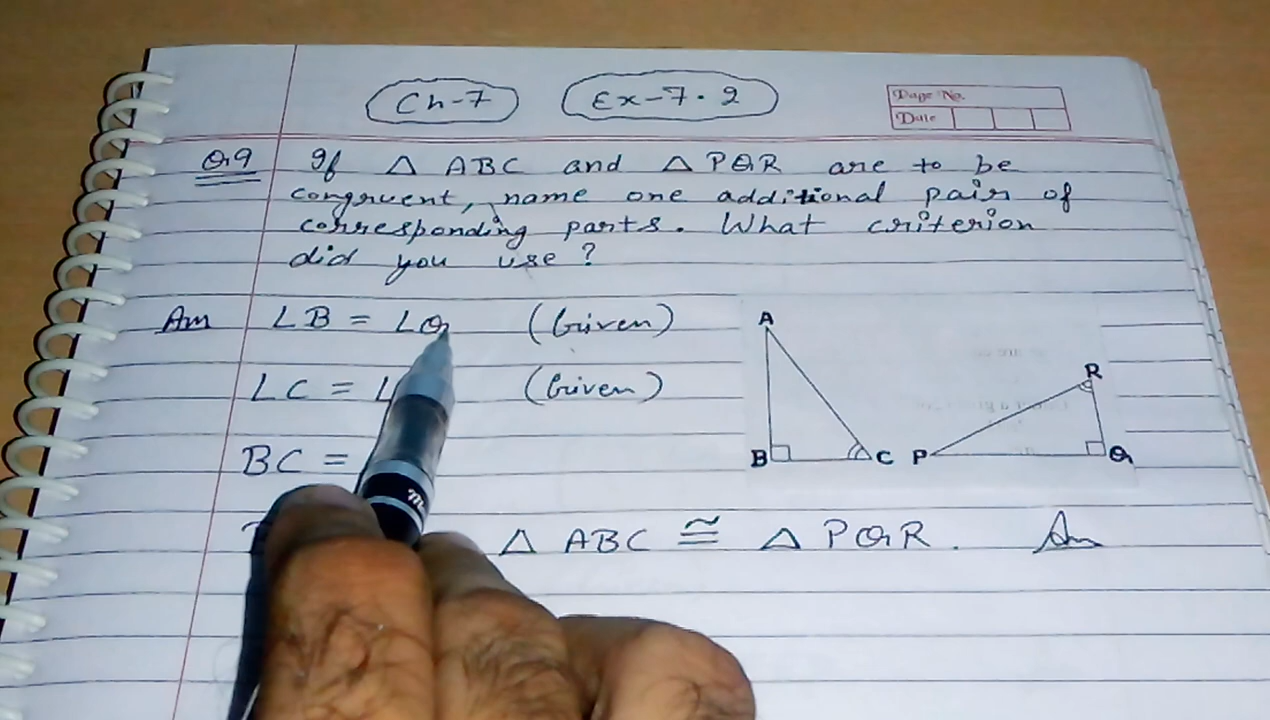 Ch-7 Ex-7.2
Page No.
Date
Q.9 If △ ABC and △ PQR are to be
congruent, name one additional pair of
corresponding parts. What criterion
did you use?
Ans ∠B = ∠Q (Given)
∠C = ∠ (Given)
BC =
△ ABC ≅ △ PQR. Ans
A
R
B
C
P
Q